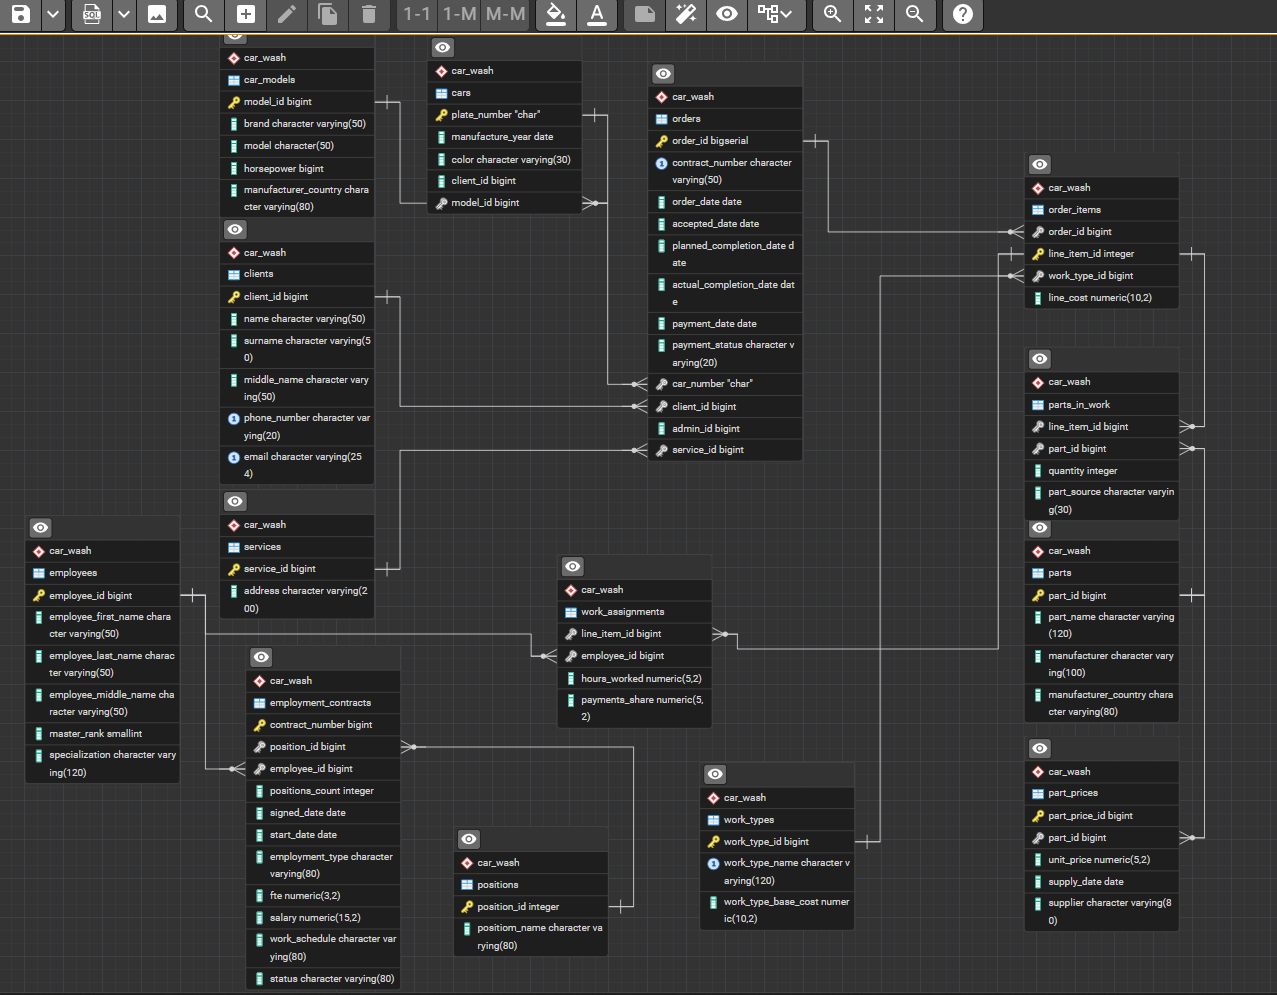 SQL
1-1
1-M
M-M
A
car_wash
car_models
model_id bigint
brand character varying(50)
model character(50)
horsepower bigint
manufacturer_country chara
cter varying(80)
car_wash
cars
plate_number "char"
manufacture_year date
color character varying(30)
client_id bigint
model_id bigint
car_wash
orders
order_id bigserial
contract_number character
varying(50)
order_date date
accepted_date date
planned_completion_date d
ate
actual_completion_date dat
e
payment_date date
payment_status character v
arying(20)
car_number "char"
client_id bigint
admin_id bigint
service_id bigint
car_wash
order_items
order_id bigint
line_item_id integer
work_type_id bigint
line_cost numeric(10,2)
car_wash
clients
client_id bigint
name character varying(50)
surname character varying(5
0)
middle_name character vary
ing(50)
phone_number character var
ying(20)
email character varying(25
4)
car_wash
parts_in_work
line_item_id bigint
part_id bigint
quantity integer
part_source character varyin
g(30)
car_wash
services
service_id bigint
address character varying(2
00)
car_wash
employees
employee_id bigint
employee_first_name chara
cter varying(50)
employee_last_name charac
ter varying(50)
employee_middle_name cha
racter varying(50)
master_rank smallint
specialization character vary
ing(120)
car_wash
work_assignments
line_item_id bigint
employee_id bigint
hours_worked numeric(5,2)
payments_share numeric(5,
2)
car_wash
parts
part_id bigint
part_name character varying
(120)
manufacturer character vary
ing(100)
manufacturer_country chara
cter varying(80)
car_wash
employment_contracts
contract_number bigint
position_id bigint
employee_id bigint
positions_count integer
signed_date date
start_date date
employment_type character
varying(80)
fte numeric(3,2)
salary numeric(15,2)
work_schedule character var
ying(80)
status character varying(80)
car_wash
positions
position_id integer
positiom_name character va
rying(80)
car_wash
work_types
work_type_id bigint
work_type_name character v
arying(120)
work_type_base_cost numer
ic(10,2)
car_wash
part_prices
part_price_id bigint
part_id bigint
unit_price numeric(5,2)
supply_date date
supplier character varying(8
0)